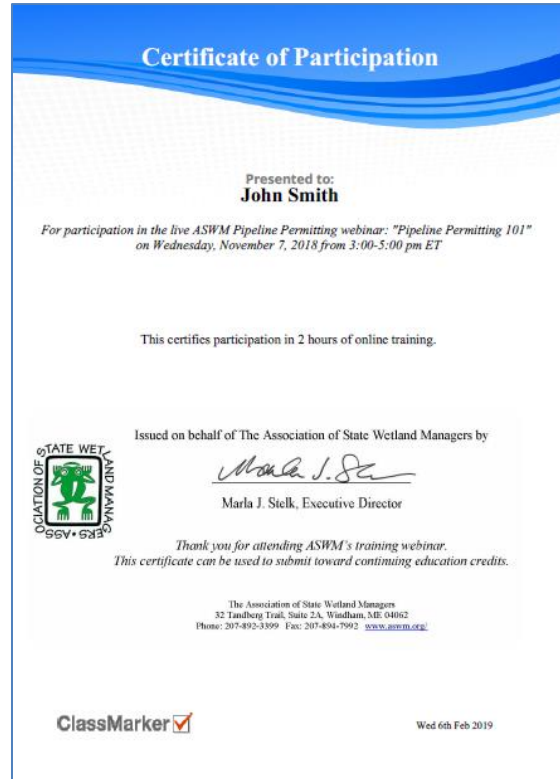 Certificate of Participation
Presented to:
John Smith
For participation in the live ASWM Pipeline Permitting webinar: "Pipeline Permitting 101"
on Wednesday, November 7, 2018 from 3:00-5:00 pm ET
This certifies participation in 2 hours of online training.
Issued on behalf of The Association of State Wetland Managers by
Marla J. Stelk, Executive Director
ASSOCIATION OF STATE WETLAND MANAGERS
Thank you for attending ASWM's training webinar.
This certificate can be used to submit toward continuing education credits.
The Association of State Wetland Managers
32 Tandberg Trail, Suite 2A, Windham, ME 04062
Phone: 207-892-3399 Fax: 207-894-7992 www.aswm.org/
ClassMarker
Wed 6th Feb 2019